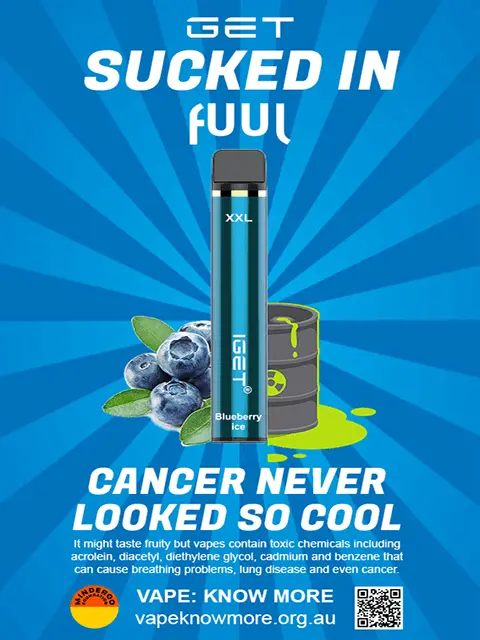 GET
SUCKED IN
fuul
XXL
IGET®
Blueberry
ice
CANCER NEVER
LOOKED SO COOL
It might taste fruity but vapes contain toxic chemicals including
acrolein, diacetyl, diethylene glycol, cadmium and benzene that
can cause breathing problems, lung disease and even cancer.
MINDEROO
FOUNDATION
VAPE: KNOW MORE
vapeknowmore.org.au